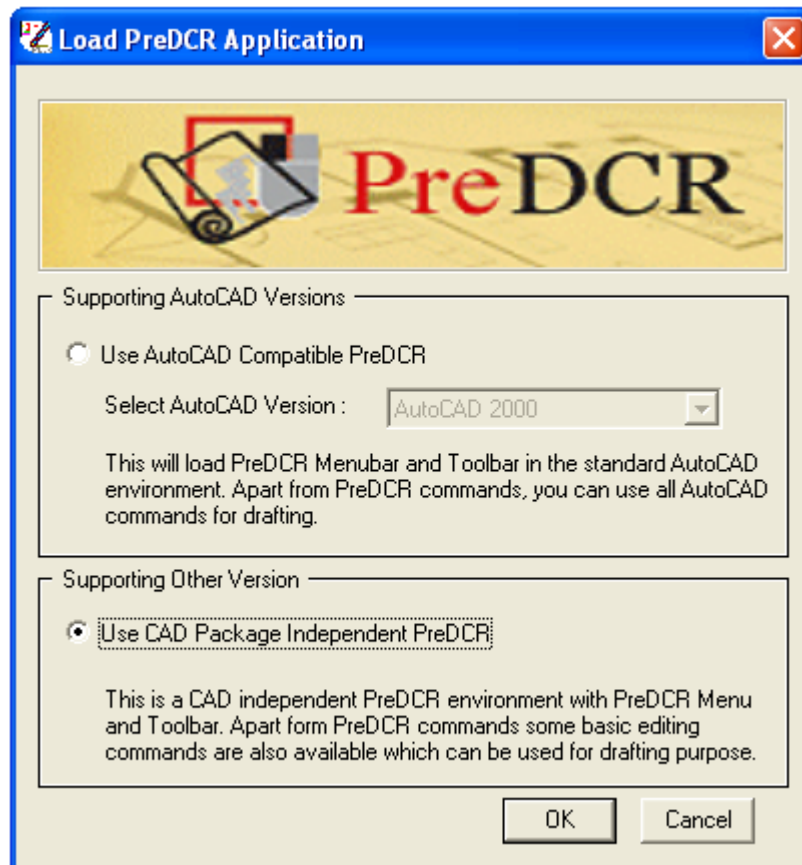 Load PreDCR Application
PreDCR
Supporting AutoCAD Versions
Use AutoCAD Compatible PreDCR
Select AutoCAD Version :
AutoCAD 2000
This will load PreDCR Menubar and Toolbar in the standard AutoCAD
environment. Apart from PreDCR commands, you can use all AutoCAD
commands for drafting.
Supporting Other Version
Use CAD Package Independent PreDCR
This is a CAD independent PreDCR environment with PreDCR Menu
and Toolbar. Apart form PreDCR commands some basic editing
commands are also available which can be used for drafting purpose.
OK
Cancel